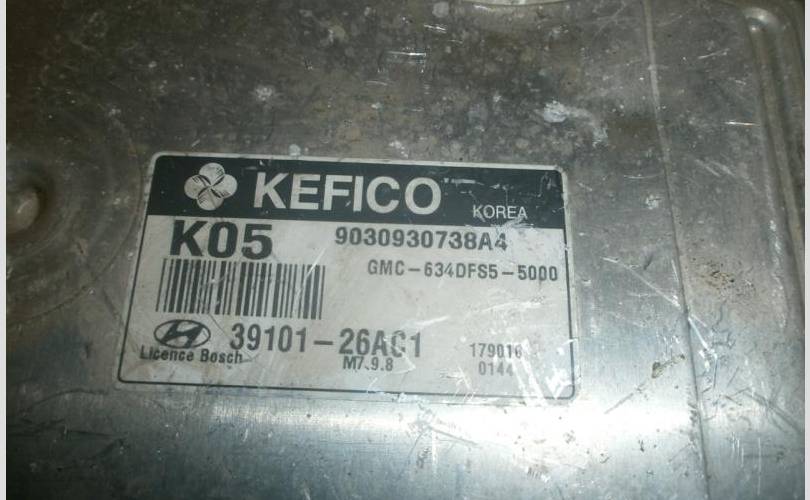 KEFICO KOREA
K05 9030930738A4
GMC-634DFS5-5000
39101-26AC1 179016
Licence Bosch M7.9.8 0144